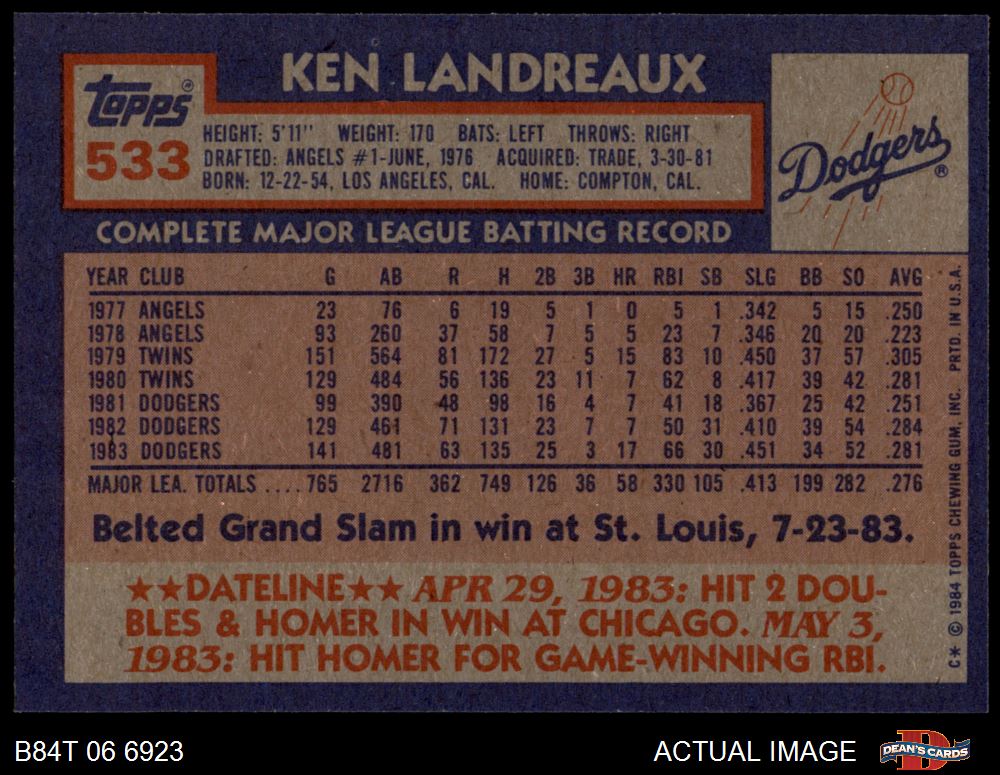 KEN LANDREAUX
topps®
533
HEIGHT: 5'11" WEIGHT: 170 BATS: LEFT THROWS: RIGHT
DRAFTED: ANGELS #1-JUNE, 1976 ACQUIRED: TRADE, 3-30-81
BORN: 12-22-54, LOS ANGELES, CAL. HOME: COMPTON, CAL.
Dodgers®
COMPLETE MAJOR LEAGUE BATTING RECORD
YEAR CLUB G AB R H 2B 3B HR RBI SB SLG BB SO AVG
1977 ANGELS 23 76 6 19 5 1 0 5 1 .342 5 15 .250
1978 ANGELS 93 260 37 58 7 5 5 23 7 .346 20 20 .223
1979 TWINS 151 564 81 172 27 5 15 83 10 .450 37 57 .305
1980 TWINS 129 484 56 136 23 11 7 62 8 .417 39 42 .281
1981 DODGERS 99 390 48 98 16 4 7 41 18 .367 25 42 .251
1982 DODGERS 129 461 71 131 23 7 7 50 31 .410 39 54 .284
1983 DODGERS 141 481 63 135 25 3 17 66 30 .451 34 52 .281
MAJOR LEA. TOTALS ....765 2716 362 749 126 36 58 330 105 .413 199 282 .276
Belted Grand Slam in win at St. Louis, 7-23-83.
★★DATELINE★★ APR 29, 1983: HIT 2 DOU-
BLES & HOMER IN WIN AT CHICAGO. MAY 3,
1983: HIT HOMER FOR GAME-WINNING RBI.
C* © 1984 TOPPS CHEWING GUM, INC. PRTD. IN U.S.A.
B84T 06 6923
ACTUAL IMAGE
D
DEAN'S CARDS